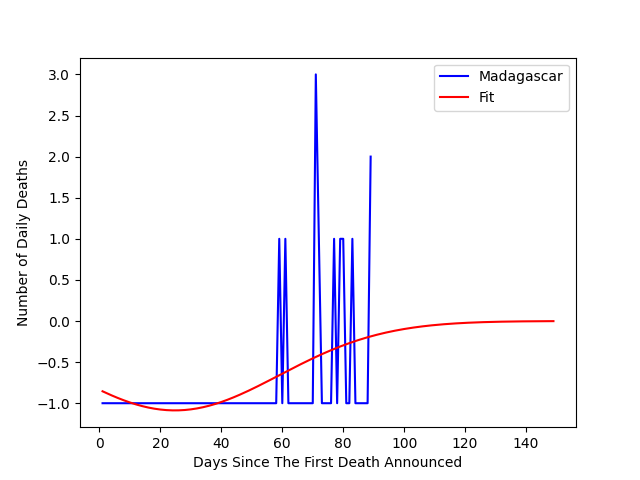 Madagascar
Fit
3.0
2.5
2.0
1.5
1.0
0.5
0.0
−0.5
−1.0
Number of Daily Deaths
0 20 40 60 80 100 120 140
Days Since The First Death Announced